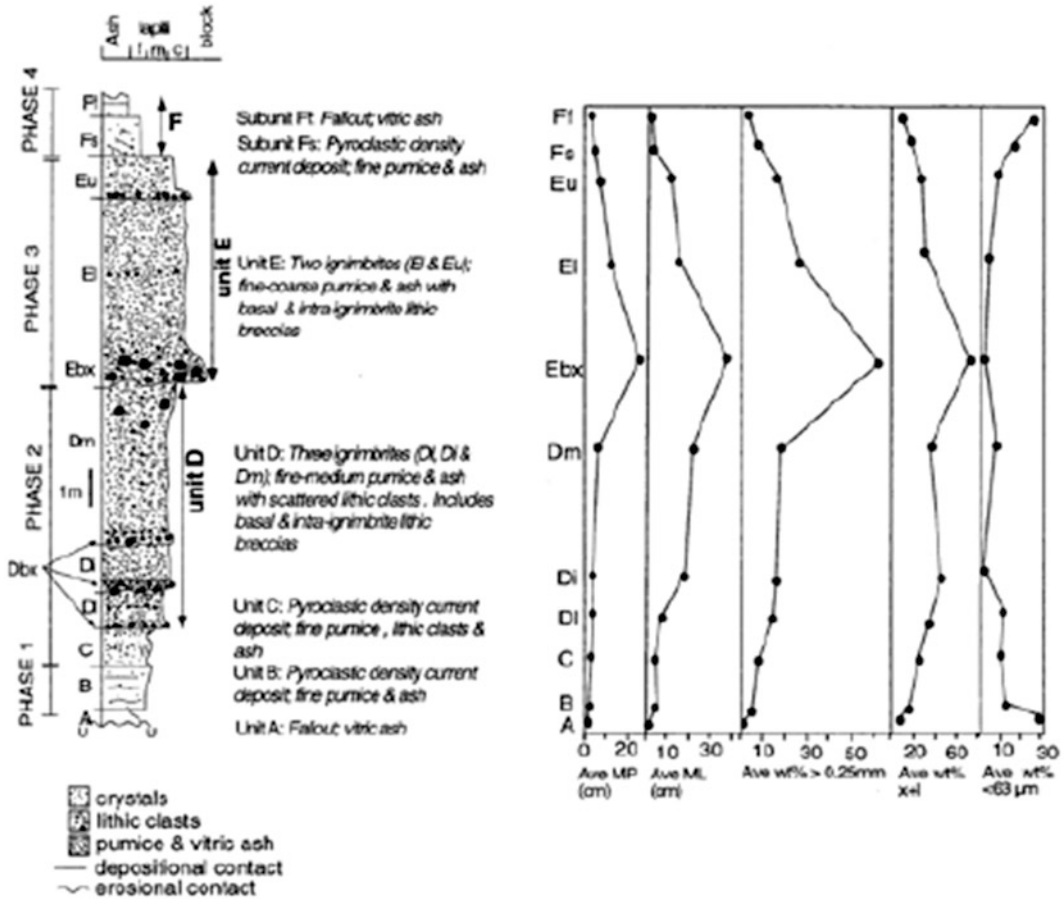 Ash
lapilli
block
f m c
PHASE 4
PHASE 3
PHASE 2
PHASE 1
Ff
Fs
Eu
El
Ebx
Dm
1m
Di
Dbx
Dl
C
B
A
F
unit E
unit D
Subunit Ff: Fallout; vitric ash
Subunit Fs: Pyroclastic density
current deposit; fine pumice & ash
Unit E: Two ignimbrites (El & Eu);
fine-coarse pumice & ash with
basal & intra-ignimbrite lithic
breccias
Unit D: Three ignimbrites (Dl, Di &
Dm); fine-medium pumice & ash
with scattered lithic clasts. Includes
basal & intra-ignimbrite lithic
breccias
Unit C: Pyroclastic density current
deposit; fine pumice, lithic clasts &
ash
Unit B: Pyroclastic density current
deposit; fine pumice & ash
Unit A: Fallout; vitric ash
crystals
lithic clasts
pumice & vitric ash
depositional contact
erosional contact
Ff
Fs
Eu
El
Ebx
Dm
Di
Dl
C
B
A
0 20
10 30
10 30 50
20 60
10 30
Ave MP
(cm)
Ave ML
(cm)
Ave wt% > 0.25mm
Ave wt%
x+l
Ave wt%
<63 µm